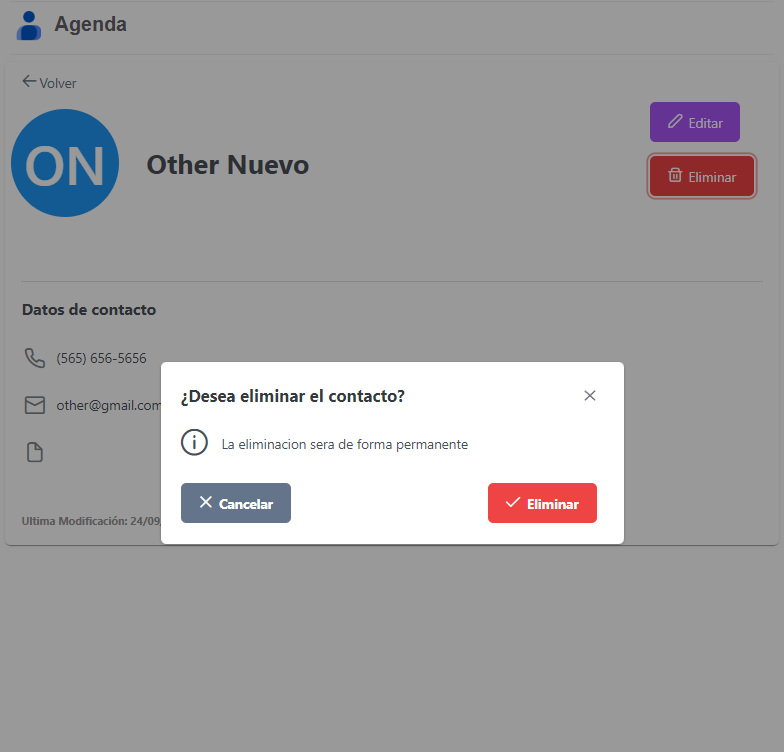 Agenda
Volver
ON
Other Nuevo
Editar
Eliminar
Datos de contacto
(565) 656-5656
other@gmail.com
¿Desea eliminar el contacto?
La eliminacion sera de forma permanente
Cancelar
Eliminar
Ultima Modificación: 24/09